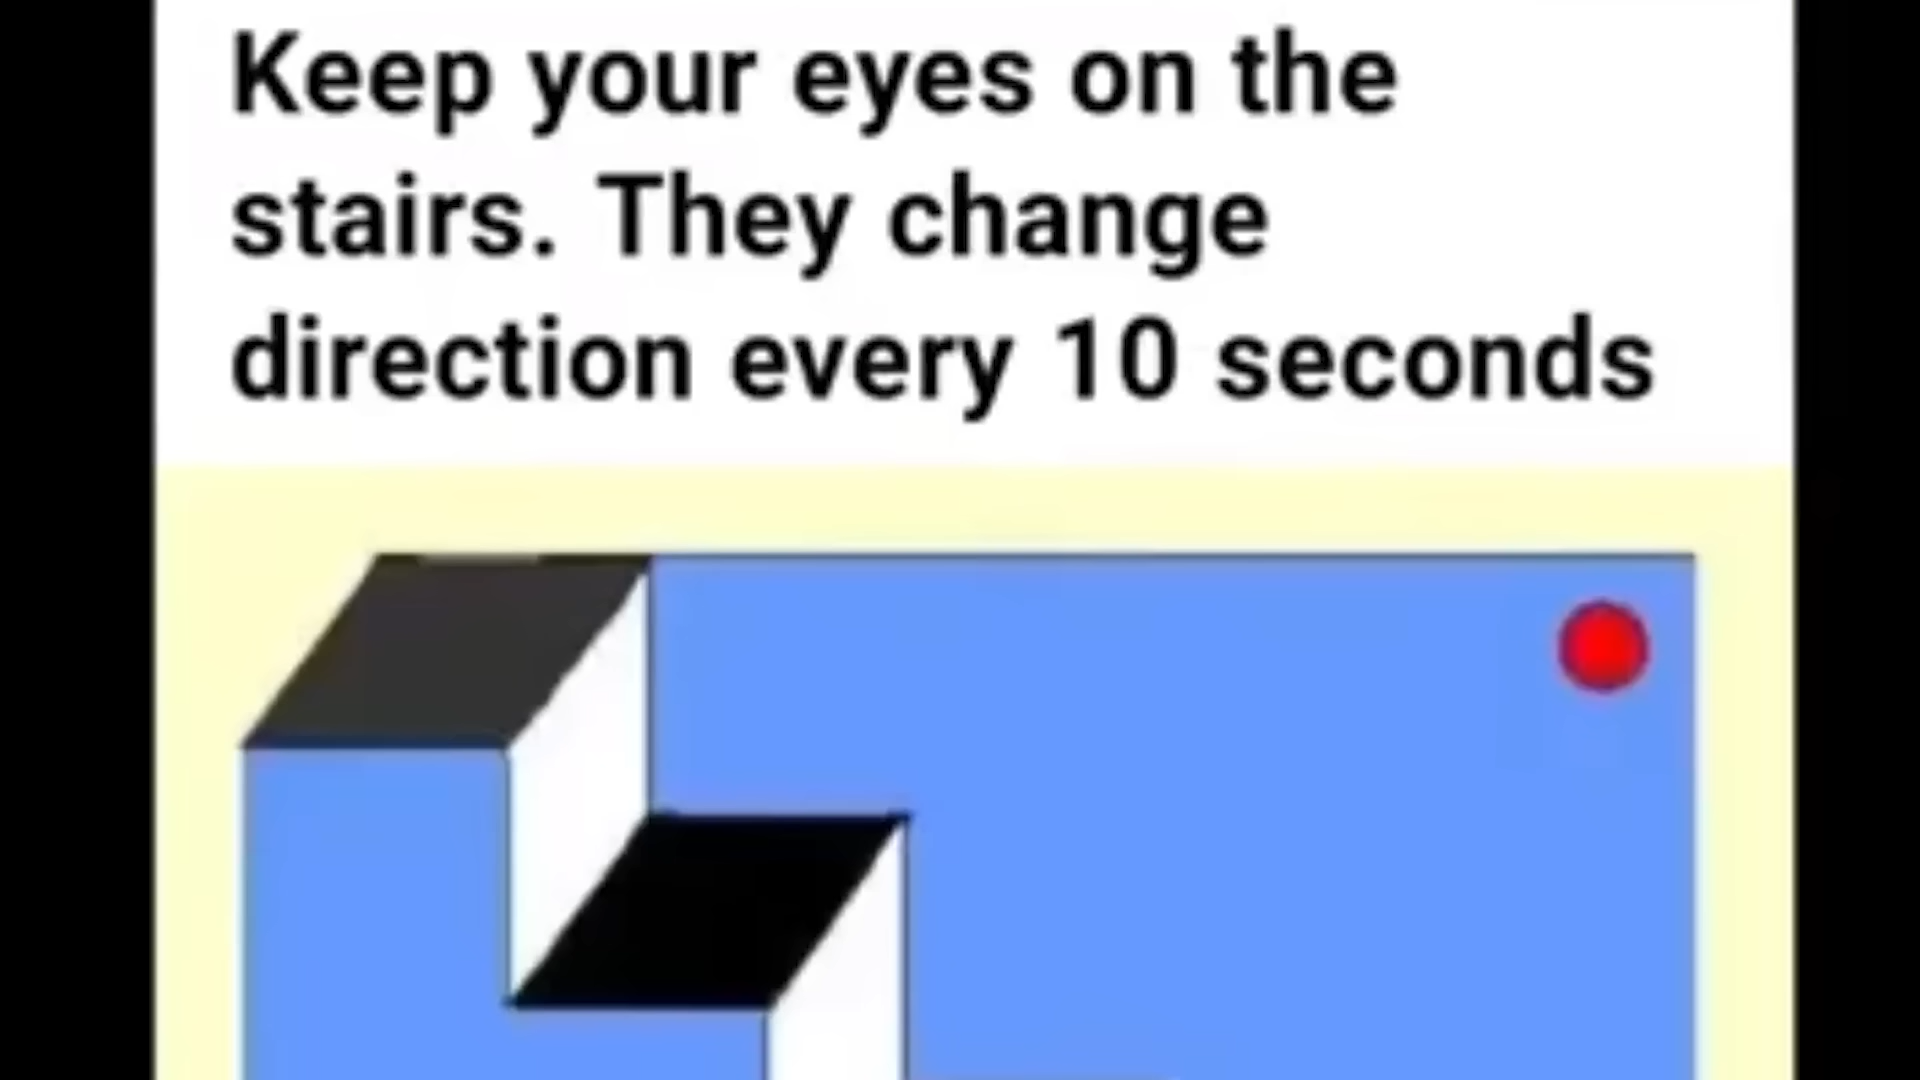 Keep your eyes on the
stairs. They change
direction every 10 seconds